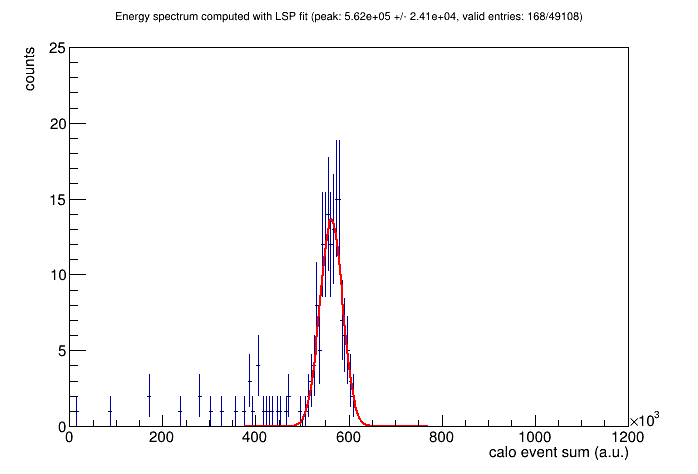 Energy spectrum computed with LSP fit (peak: 5.62e+05 +/- 2.41e+04, valid entries: 168/49108)
counts
25
20
15
10
5
0
0 200 400 600 800 1000 1200
×10³
calo event sum (a.u.)